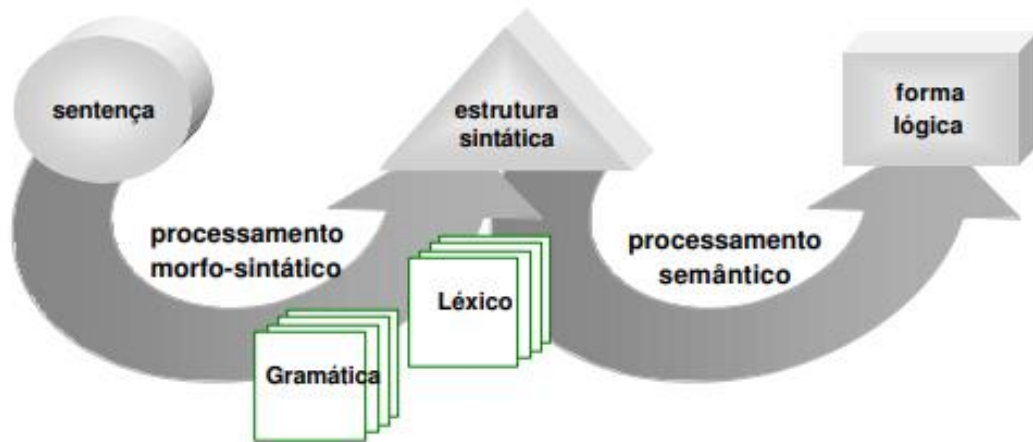 sentença
estrutura
sintática
forma
lógica
processamento
morfo-sintático
processamento
semântico
Léxico
Gramática